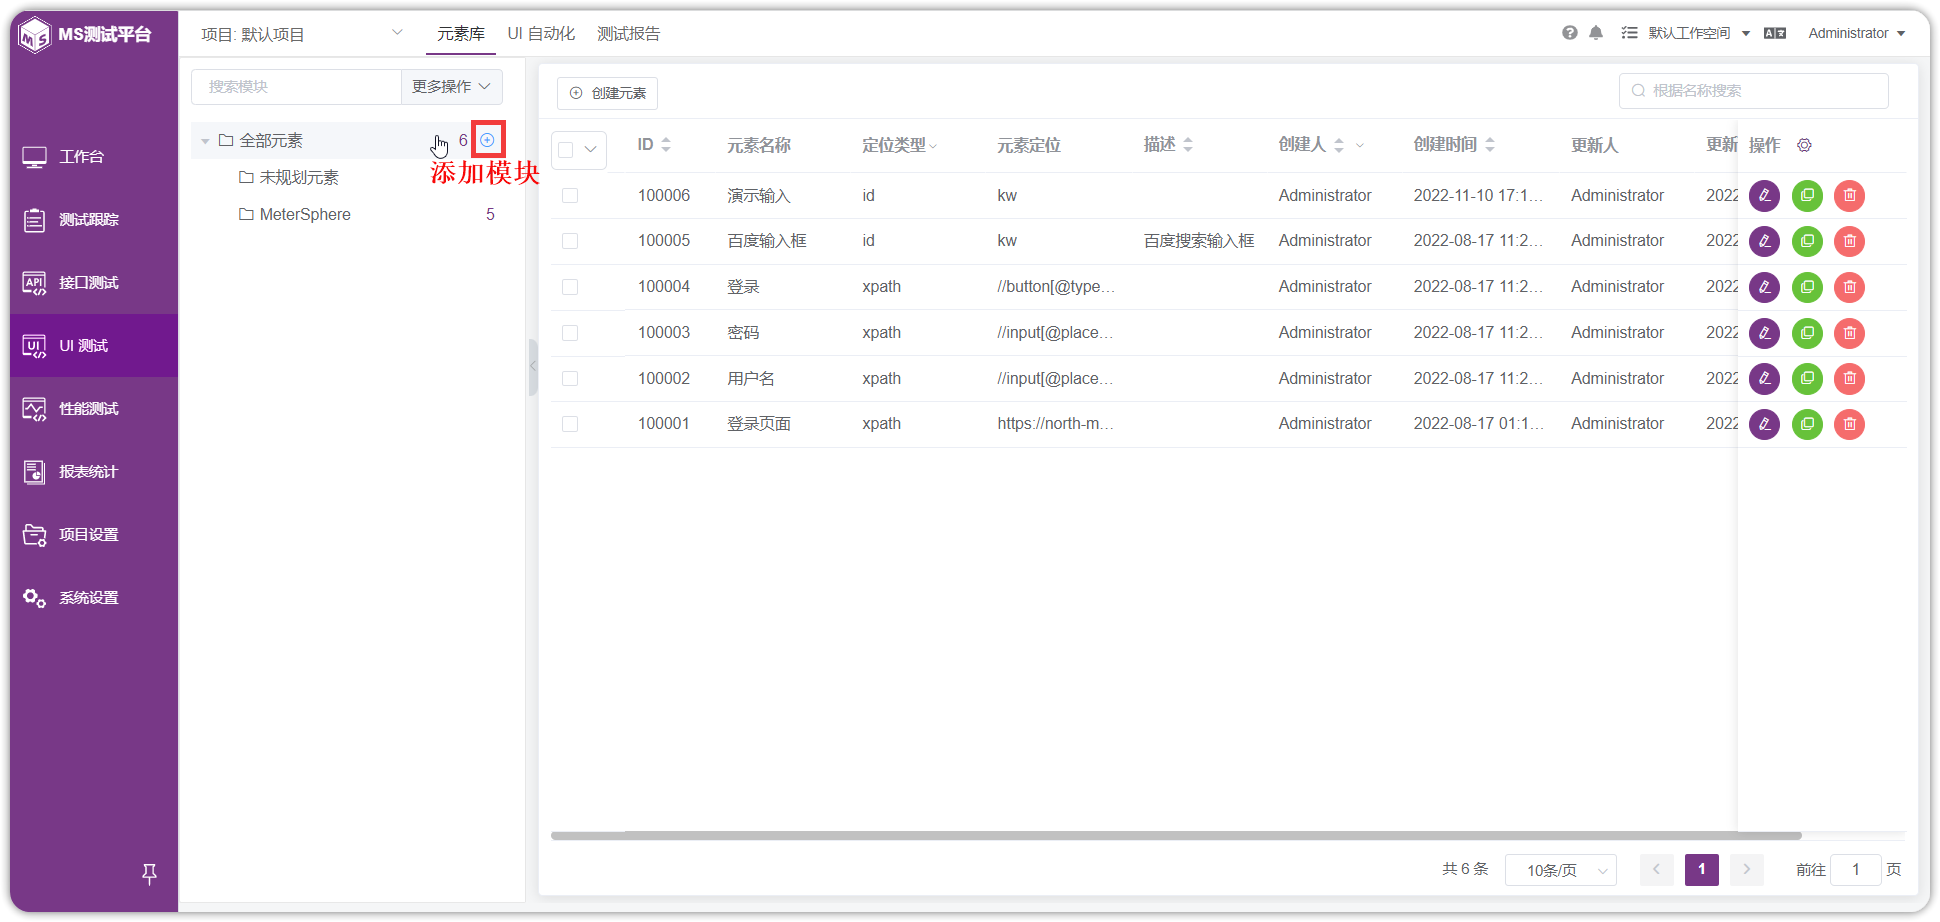 MS测试平台
项目: 默认项目
元素库
UI 自动化
测试报告
默认工作空间
Administrator
工作台
测试跟踪
接口测试
UI 测试
性能测试
报表统计
项目设置
系统设置
搜索模块
更多操作
全部元素 6
添加模块
未规划元素
MeterSphere 5
创建元素
根据名称搜索
ID 元素名称 定位类型 元素定位 描述 创建人 创建时间 更新人 更新 操作
100006 演示输入 id kw Administrator 2022-11-10 17:1... Administrator 2022
100005 百度输入框 id kw 百度搜索输入框 Administrator 2022-08-17 11:2... Administrator 2022
100004 登录 xpath //button[@type... Administrator 2022-08-17 11:2... Administrator 2022
100003 密码 xpath //input[@place... Administrator 2022-08-17 11:2... Administrator 2022
100002 用户名 xpath //input[@place... Administrator 2022-08-17 11:2... Administrator 2022
100001 登录页面 xpath https://north-m... Administrator 2022-08-17 01:1... Administrator 2022
共 6 条 10条/页 1 前往 1 页